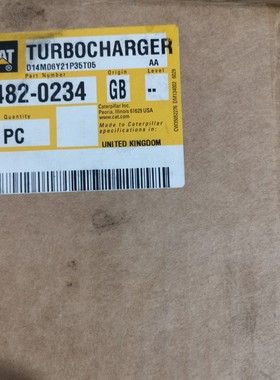 CAT TURBOCHARGER
D14M06Y21P35T05 AA
Part Number Origin Level
482-0234 GB --
Caterpillar Inc.
Peoria, Illinois 61629 USA
www.cat.com
Quantity
PC
Made to Caterpillar
specifications in:
UNITED KINGDOM